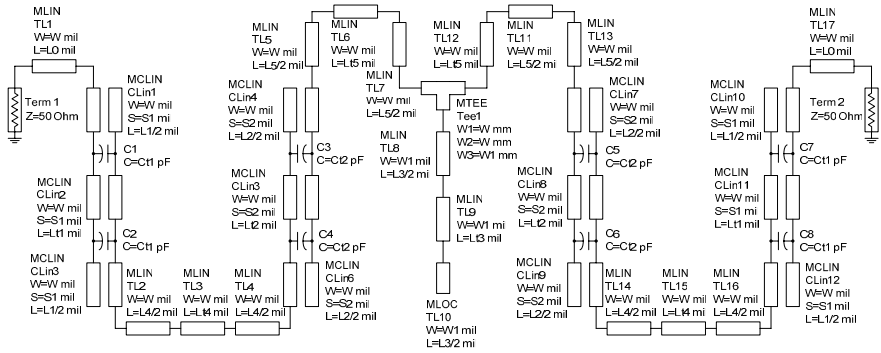 MLIN
TL1
W=W mil
L=L0 mil
Term 1
Z=50 Ohm
MCLIN
CLin1
W=W mil
S=S1 mi
L=L1/2 mil
C1
C=Ct1 pF
MCLIN
CLin2
W=W mil
S=S1 mil
L=Lt1 mil
C2
C=Ct1 pF
MCLIN
CLin3
W=W mil
S=S1 mil
L=L1/2 mil
MLIN
TL2
W=W mil
L=L4/2 mil
MLIN
TL3
W=W mil
L=Lt4 mil
MLIN
TL4
W=W mil
L=L4/2 mil
MLIN
TL5
W=W mil
L=L5/2 mil
MLIN
TL6
W=W mil
L=Lt5 mil
MCLIN
CLin4
W=W mil
S=S2 mil
L=L2/2 mil
C3
C=Ct2 pF
MCLIN
CLin3
W=W mil
S=S2 mil
L=Lt2 mil
C4
C=Ct2 pF
MCLIN
CLin6
W=W mil
S=S2 mil
L=L2/2 mil
MLIN
TL7
W=W mil
L=L5/2 mil
MTEE
Tee1
W1=W mm
W2=W mm
W3=W1 mm
MLIN
TL8
W=W1 mil
L=L3/2 mi
MLIN
TL9
W=W1 mi
L=Lt3 mil
MLOC
TL10
W=W1 mil
L=L3/2 mi
MLIN
TL12
W=W mil
L=Lt5 mil
MLIN
TL11
W=W mil
L=L5/2 mil
MLIN
TL13
W=W mil
L=L5/2 mil
MCLIN
CLin7
W=W mil
S=S2 mil
L=L2/2 mil
C5
C=Ct2 pF
MCLIN
CLin8
W=W mil
S=S2 mil
L=Lt2 mil
C6
C=Ct2 pF
MCLIN
CLin9
W=W mil
S=S2 mil
L=L2/2 mil
MLIN
TL14
W=W mil
L=L4/2 mil
MLIN
TL15
W=W mil
L=Lt4 mil
MLIN
TL16
W=W mil
L=L4/2 mil
MCLIN
CLin10
W=W mil
S=S1 mil
L=L1/2 mil
C7
C=Ct1 pF
MCLIN
CLin11
W=W mil
S=S1 mil
L=Lt1 mil
C8
C=Ct1 pF
MCLIN
CLin12
W=W mil
S=S1 mil
L=L1/2 mil
MLIN
TL17
W=W mil
L=L0 mil
Term 2
Z=50 Ohm